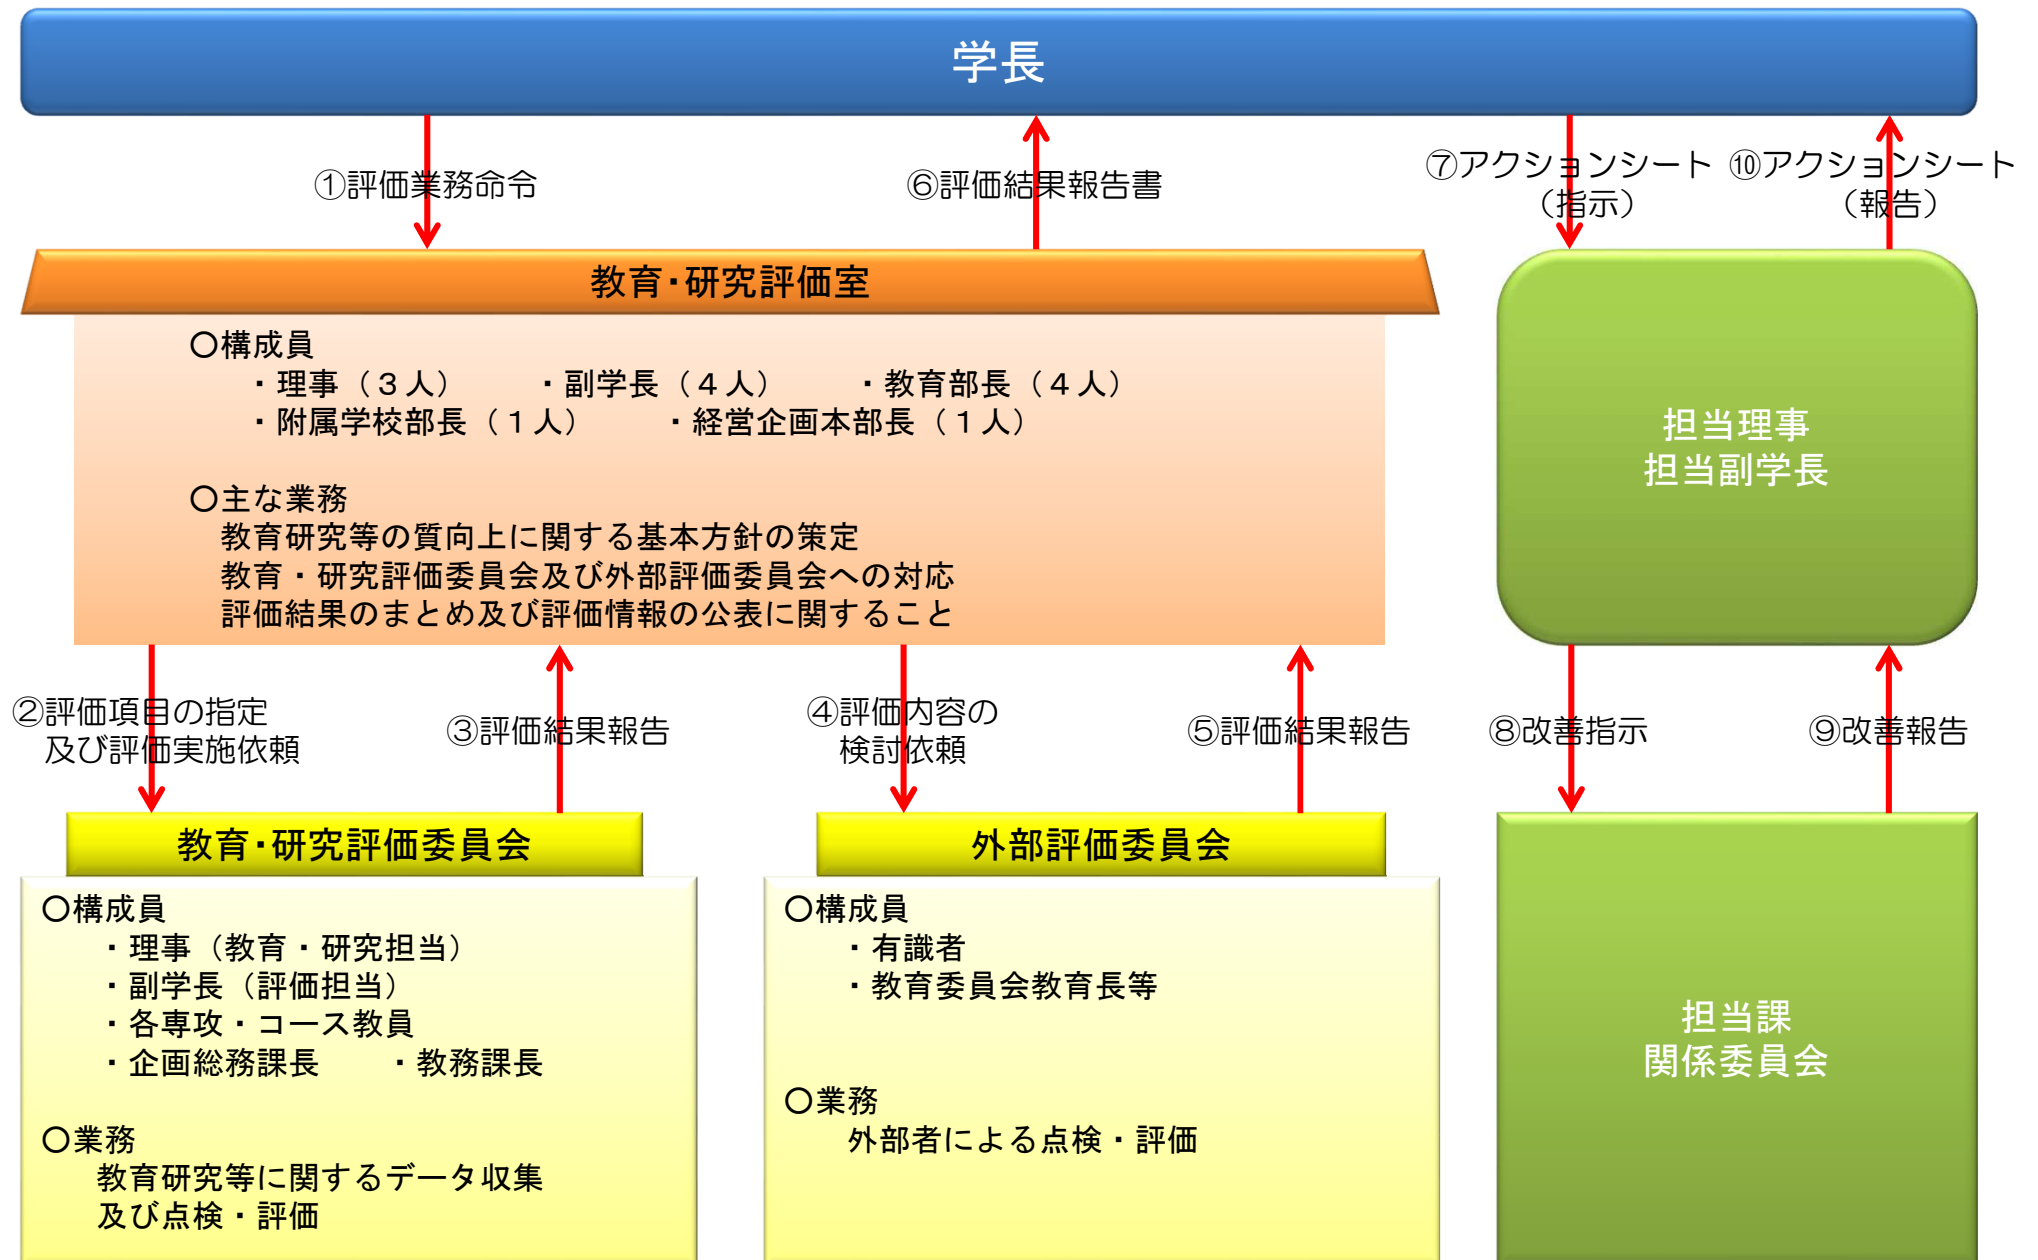 学長
①評価業務命令
⑥評価結果報告書
⑦アクションシート
（指示）
⑩アクションシート
（報告）
教育・研究評価室
〇構成員
・理事（３人）　　・副学長（４人）　　・教育部長（４人）
・附属学校部長（１人）　　・経営企画本部長（１人）
〇主な業務
教育研究等の質向上に関する基本方針の策定
教育・研究評価委員会及び外部評価委員会への対応
評価結果のまとめ及び評価情報の公表に関すること
担当理事
担当副学長
②評価項目の指定
及び評価実施依頼
③評価結果報告
④評価内容の
検討依頼
⑤評価結果報告
⑧改善指示
⑨改善報告
教育・研究評価委員会
〇構成員
・理事（教育・研究担当）
・副学長（評価担当）
・各専攻・コース教員
・企画総務課長　　・教務課長
〇業務
教育研究等に関するデータ収集
及び点検・評価
外部評価委員会
〇構成員
・有識者
・教育委員会教育長等
〇業務
外部者による点検・評価
担当課
関係委員会